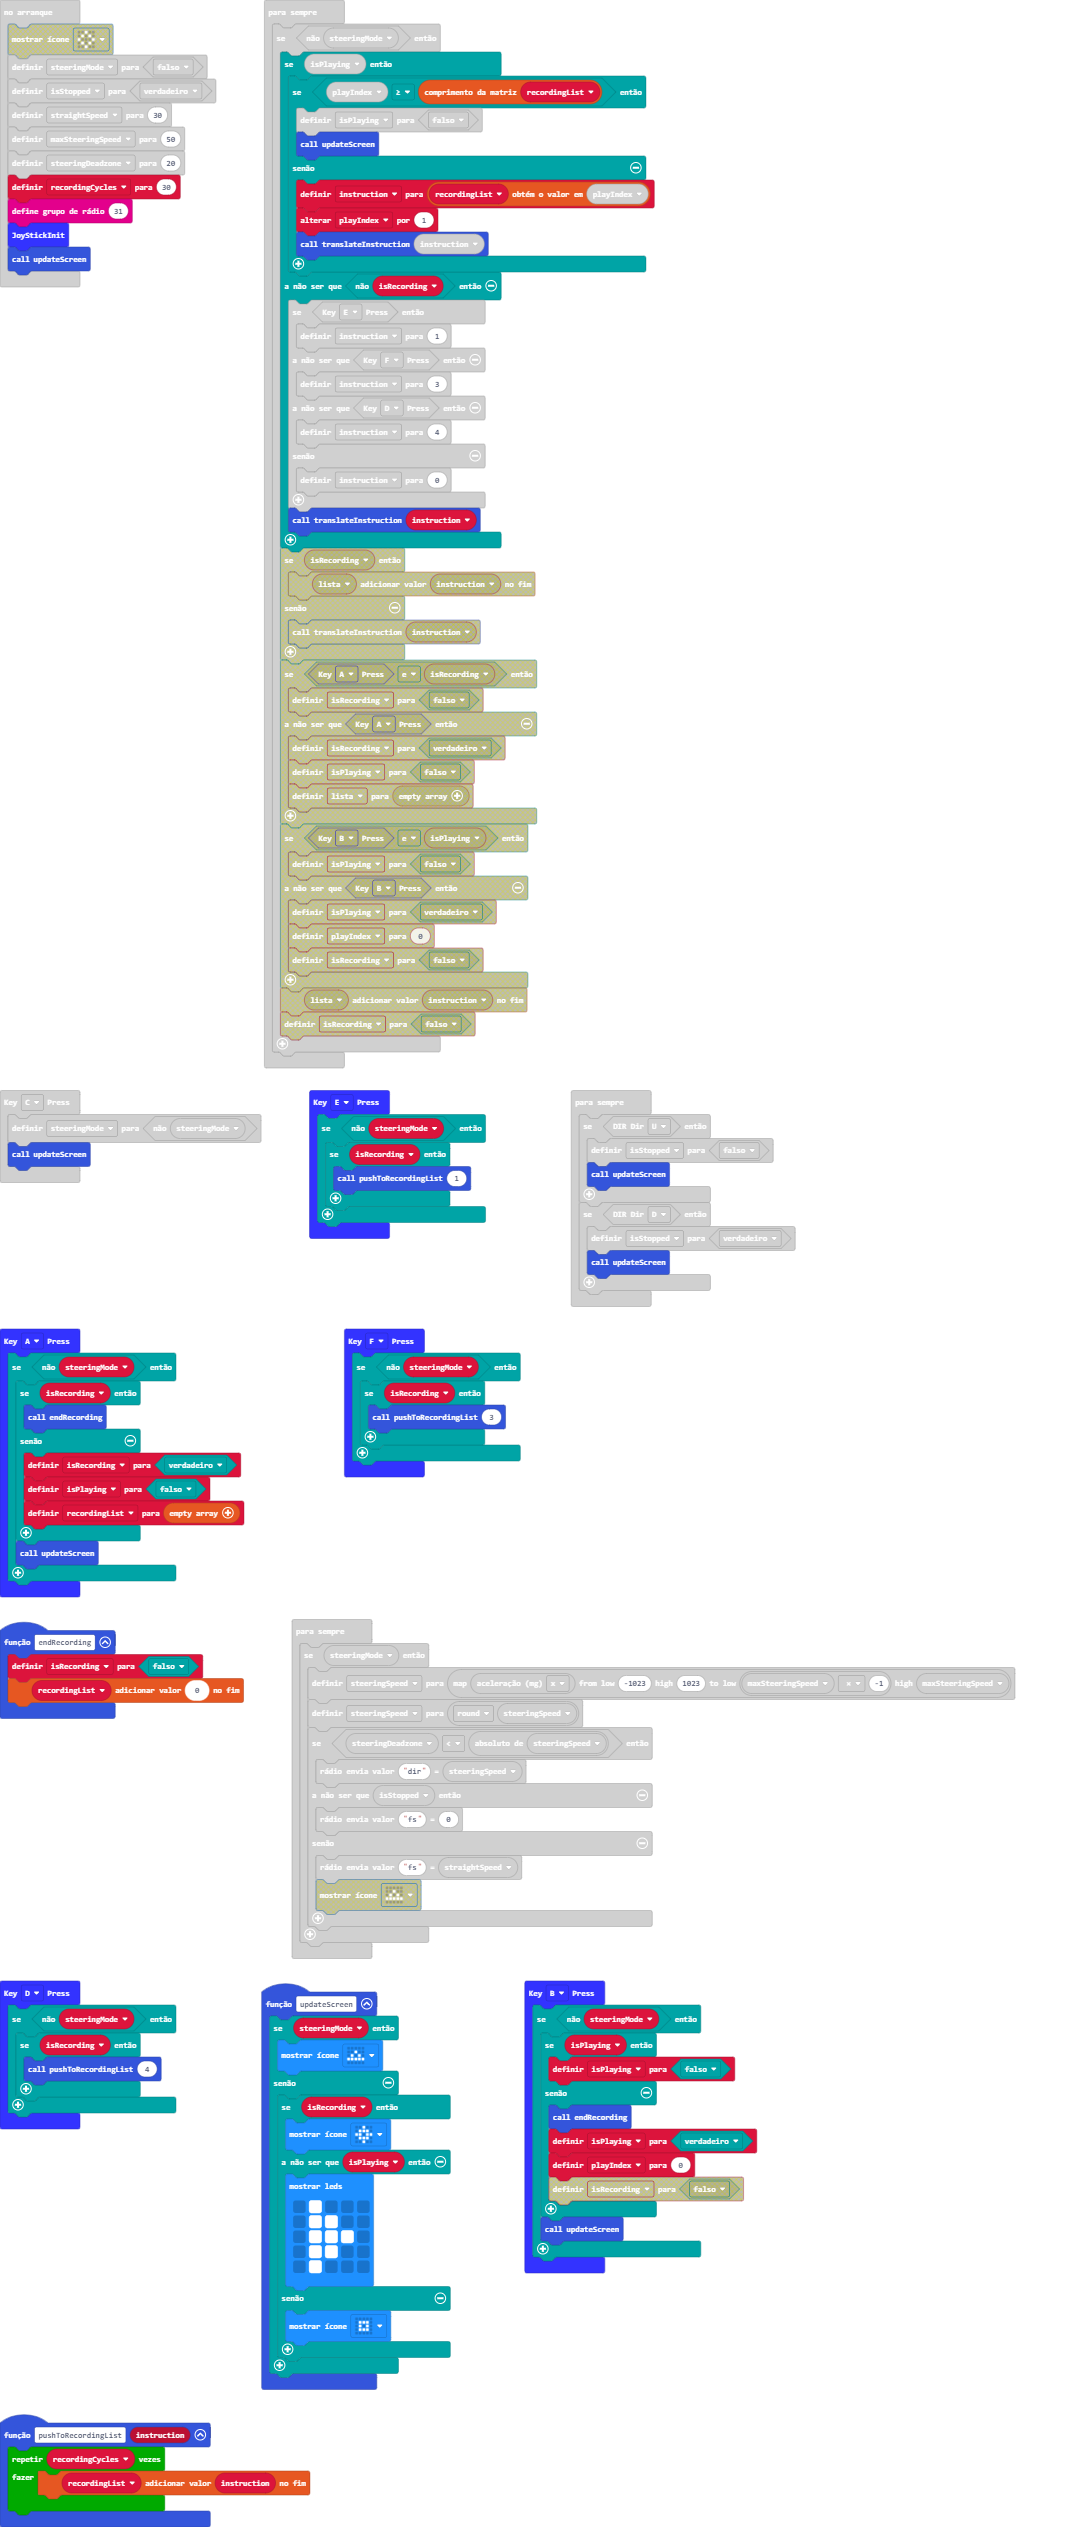 no arranque
mostrar ícone
definir steeringMode para falso
definir isStopped para verdadeiro
definir straightSpeed para 30
definir maxSteeringSpeed para 50
definir steeringDeadzone para 20
definir recordingCycles para 30
define grupo de rádio 31
JoyStickInit
call updateScreen
para sempre
se não steeringMode então
se isPlaying então
se playIndex ≥ comprimento da matriz recordingList então
definir isPlaying para falso
call updateScreen
senão
definir instruction para recordingList obtém o valor em playIndex
alterar playIndex por 1
call translateInstruction instruction
a não ser que não isRecording então
se Key E Press então
definir instruction para 1
a não ser que Key F Press então
definir instruction para 3
a não ser que Key D Press então
definir instruction para 4
senão
definir instruction para 0
call translateInstruction instruction
se isRecording então
lista adicionar valor instruction no fim
senão
call translateInstruction instruction
se Key A Press e isRecording então
definir isRecording para falso
a não ser que Key A Press então
definir isRecording para verdadeiro
definir isPlaying para falso
definir lista para empty array
se Key B Press e isPlaying então
definir isPlaying para falso
a não ser que Key B Press então
definir isPlaying para verdadeiro
definir playIndex para 0
definir isRecording para falso
lista adicionar valor instruction no fim
definir isRecording para falso
Key C Press
definir steeringMode para não steeringMode
call updateScreen
Key E Press
se não steeringMode então
se isRecording então
call pushToRecordingList 1
para sempre
se DIR Dir U então
definir isStopped para falso
call updateScreen
se DIR Dir D então
definir isStopped para verdadeiro
call updateScreen
Key A Press
se não steeringMode então
se isRecording então
call endRecording
senão
definir isRecording para verdadeiro
definir isPlaying para falso
definir recordingList para empty array
call updateScreen
Key F Press
se não steeringMode então
se isRecording então
call pushToRecordingList 3
função endRecording
definir isRecording para falso
recordingList adicionar valor 0 no fim
para sempre
se steeringMode então
definir steeringSpeed para map aceleração (mg) x from low -1023 high 1023 to low maxSteeringSpeed × -1 high maxSteeringSpeed
definir steeringSpeed para round steeringSpeed
se steeringDeadzone < absoluto de steeringSpeed então
rádio envia valor "dir" = steeringSpeed
a não ser que isStopped então
rádio envia valor "fs" = 0
senão
rádio envia valor "fs" = straightSpeed
mostrar ícone
Key D Press
se não steeringMode então
se isRecording então
call pushToRecordingList 4
função updateScreen
se steeringMode então
mostrar ícone
senão
se isRecording então
mostrar ícone
a não ser que isPlaying então
mostrar leds
senão
mostrar ícone
Key B Press
se não steeringMode então
se isPlaying então
definir isPlaying para falso
senão
call endRecording
definir isPlaying para verdadeiro
definir playIndex para 0
definir isRecording para falso
call updateScreen
função pushToRecordingList instruction
repetir recordingCycles vezes
fazer recordingList adicionar valor instruction no fim